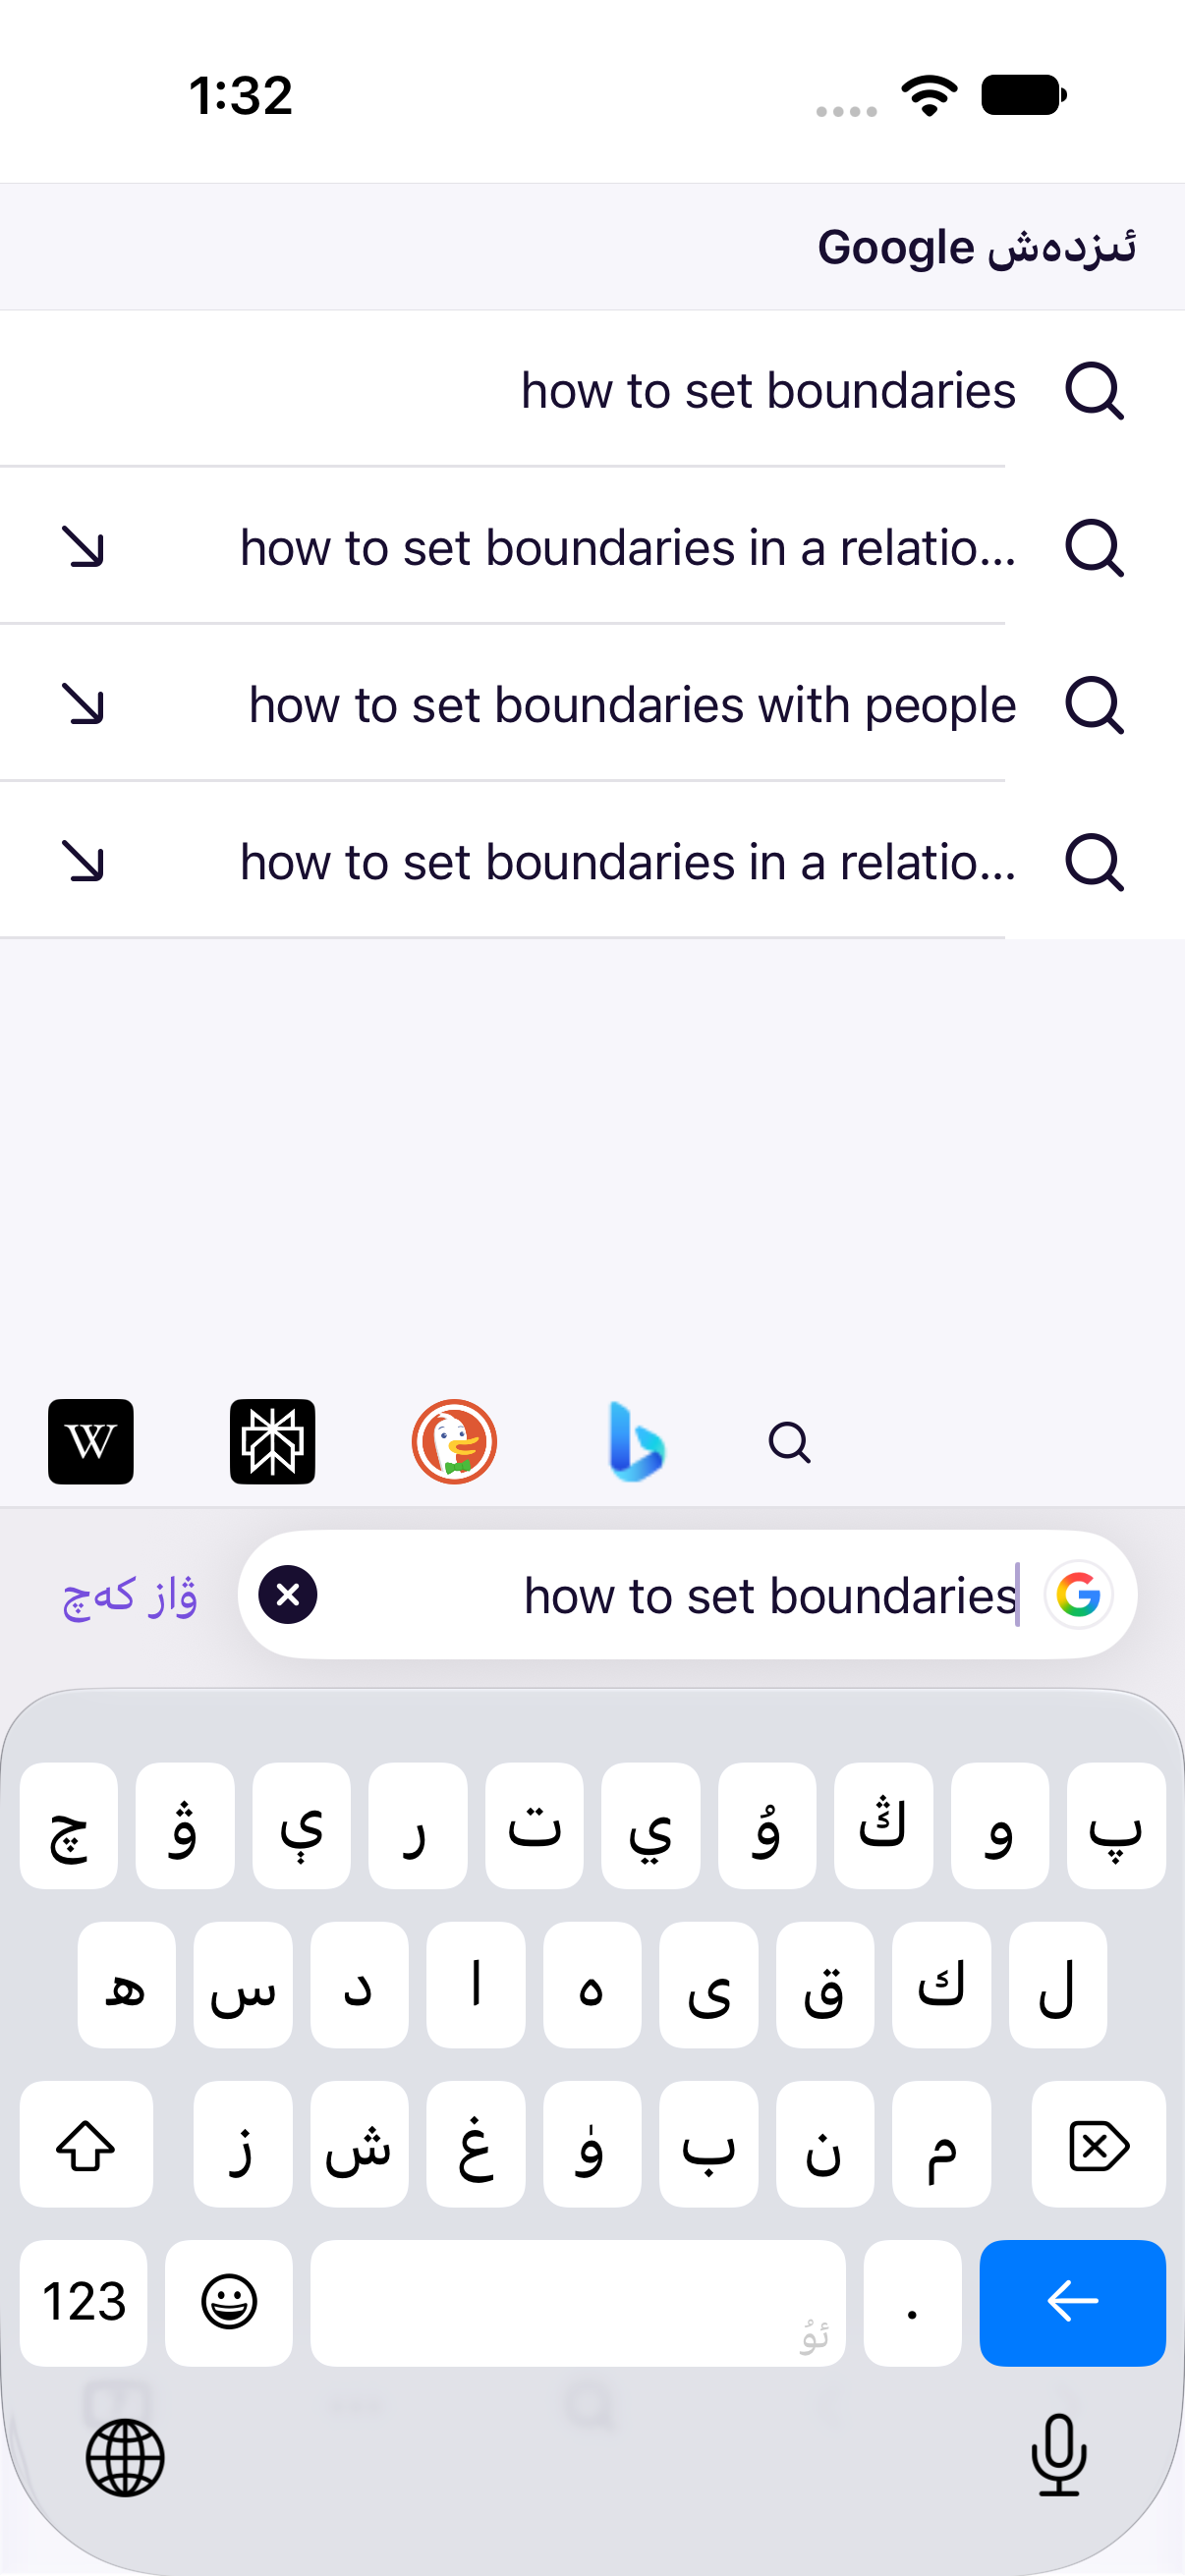 1:32
Google ئىزدەش
how to set boundaries
how to set boundaries in a relatio...
how to set boundaries with people
how to set boundaries in a relatio...
W
ۋاز كەچ
how to set boundaries
چ ۋ ې ر ت ي ۇ ڭ و پ
ھ س د ا ە ى ق ك ل
ز ش غ ۈ ب ن م
123
ئۇ
.